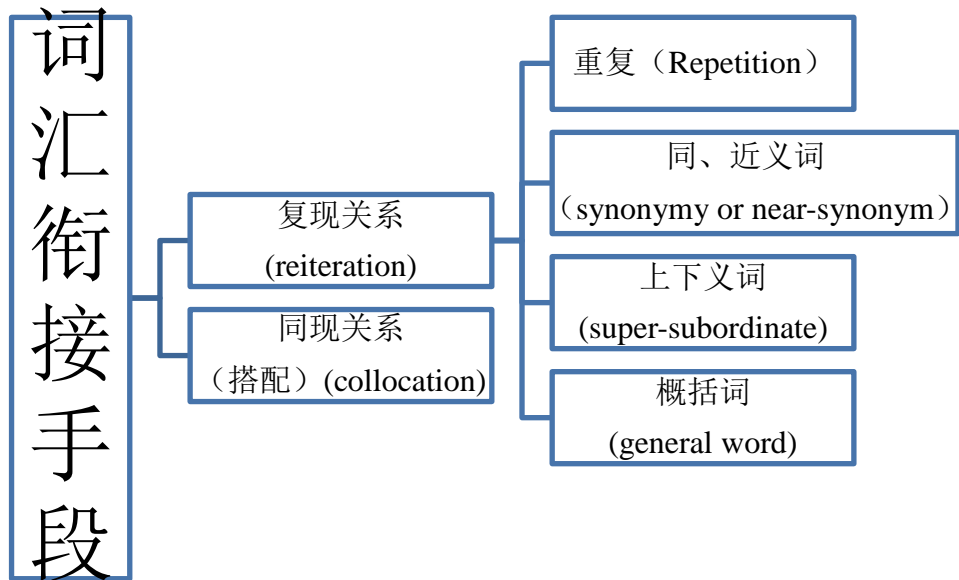 词汇衔接手段
复现关系
(reiteration)
同现关系
（搭配）(collocation)
重复（Repetition）
同、近义词
（synonymy or near-synonym）
上下义词
(super-subordinate)
概括词
(general word)